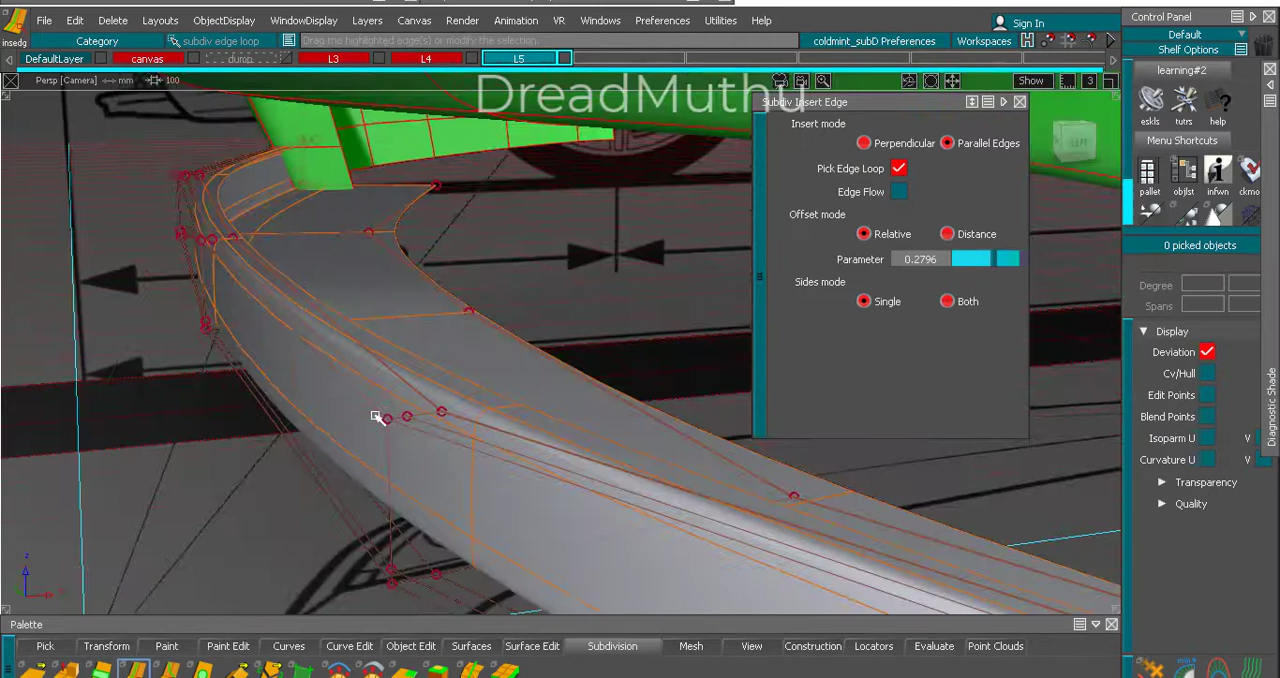 File Edit Delete Layouts ObjectDisplay WindowDisplay Layers Canvas Render Animation VR Windows Preferences Utilities Help
Sign In
Control Panel
insedg
Category
subdiv edge loop
Drag the highlighted edge(s) or modify the selection.
coldmint_subD Preferences
Workspaces
Default
Shelf Options
DefaultLayer
canvas
dump
L3
L4
L5
Persp [Camera]
mm
100
Show
3
DreadMuthu
learning#2
eskls tutrs help
Menu Shortcuts
pallet objlst infwn ckmo
0 picked objects
Degree
Spans
Display
Deviation
Cv/Hull
Edit Points
Blend Points
Isoparm U V
Curvature U V
Transparency
Quality
Diagnostic Shade
Subdiv Insert Edge
Insert mode
Perpendicular Parallel Edges
Pick Edge Loop
Edge Flow
Offset mode
Relative Distance
Parameter 0.2796
Sides mode
Single Both
z
Palette
Pick Transform Paint Paint Edit Curves Curve Edit Object Edit Surfaces Surface Edit Subdivision Mesh View Construction Locators Evaluate Point Clouds